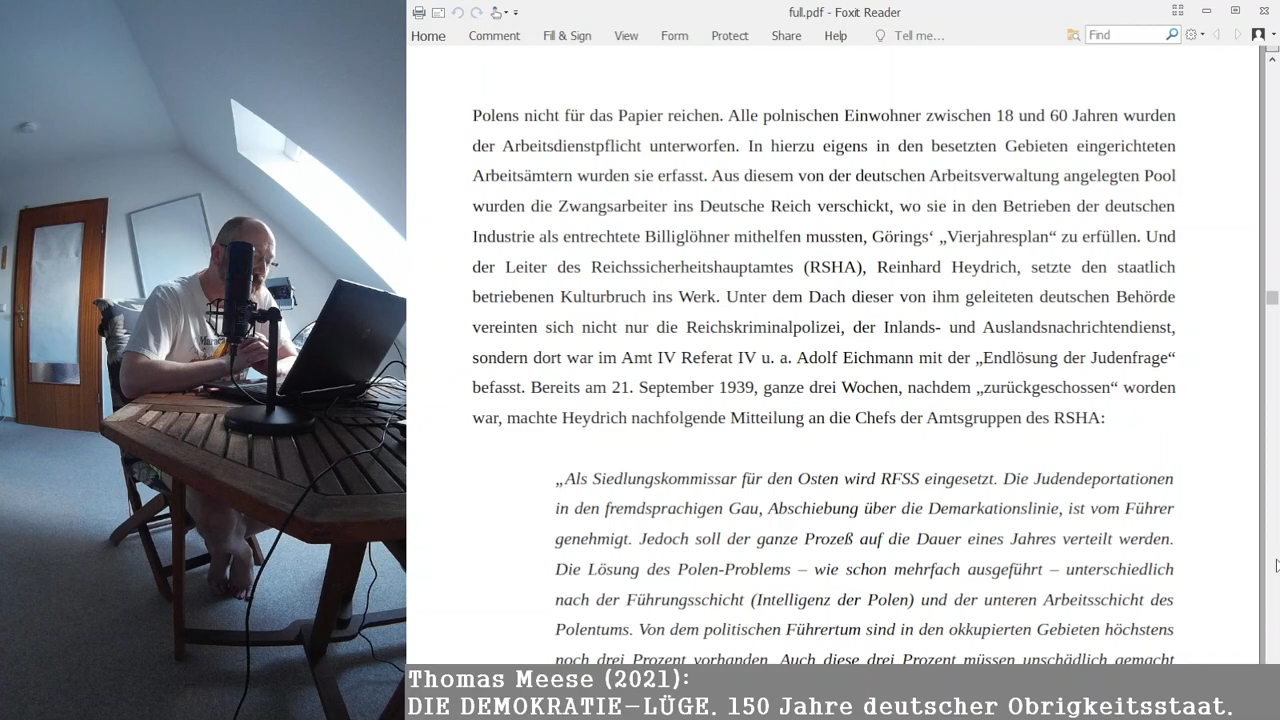 full.pdf - Foxit Reader
Home Comment Fill & Sign View Form Protect Share Help Tell me… Find
Polens nicht für das Papier reichen. Alle polnischen Einwohner zwischen 18 und 60 Jahren wurden
der Arbeitsdienstpflicht unterworfen. In hierzu eigens in den besetzten Gebieten eingerichteten
Arbeitsämtern wurden sie erfasst. Aus diesem von der deutschen Arbeitsverwaltung angelegten Pool
wurden die Zwangsarbeiter ins Deutsche Reich verschickt, wo sie in den Betrieben der deutschen
Industrie als entrechtete Billiglöhner mithelfen mussten, Görings‘ „Vierjahresplan“ zu erfüllen. Und
der Leiter des Reichssicherheitshauptamtes (RSHA), Reinhard Heydrich, setzte den staatlich
betriebenen Kulturbruch ins Werk. Unter dem Dach dieser von ihm geleiteten deutschen Behörde
vereinten sich nicht nur die Reichskriminalpolizei, der Inlands- und Auslandsnachrichtendienst,
sondern dort war im Amt IV Referat IV u. a. Adolf Eichmann mit der „Endlösung der Judenfrage“
befasst. Bereits am 21. September 1939, ganze drei Wochen, nachdem „zurückgeschossen“ worden
war, machte Heydrich nachfolgende Mitteilung an die Chefs der Amtsgruppen des RSHA:
„Als Siedlungskommissar für den Osten wird RFSS eingesetzt. Die Judendeportationen
in den fremdsprachigen Gau, Abschiebung über die Demarkationslinie, ist vom Führer
genehmigt. Jedoch soll der ganze Prozeß auf die Dauer eines Jahres verteilt werden.
Die Lösung des Polen-Problems – wie schon mehrfach ausgeführt – unterschiedlich
nach der Führungsschicht (Intelligenz der Polen) und der unteren Arbeitsschicht des
Polentums. Von dem politischen Führertum sind in den okkupierten Gebieten höchstens
noch drei Prozent vorhanden. Auch diese drei Prozent müssen unschädlich gemacht
Thomas Meese (2021):
DIE DEMOKRATIE-LÜGE. 150 Jahre deutscher Obrigkeitsstaat.